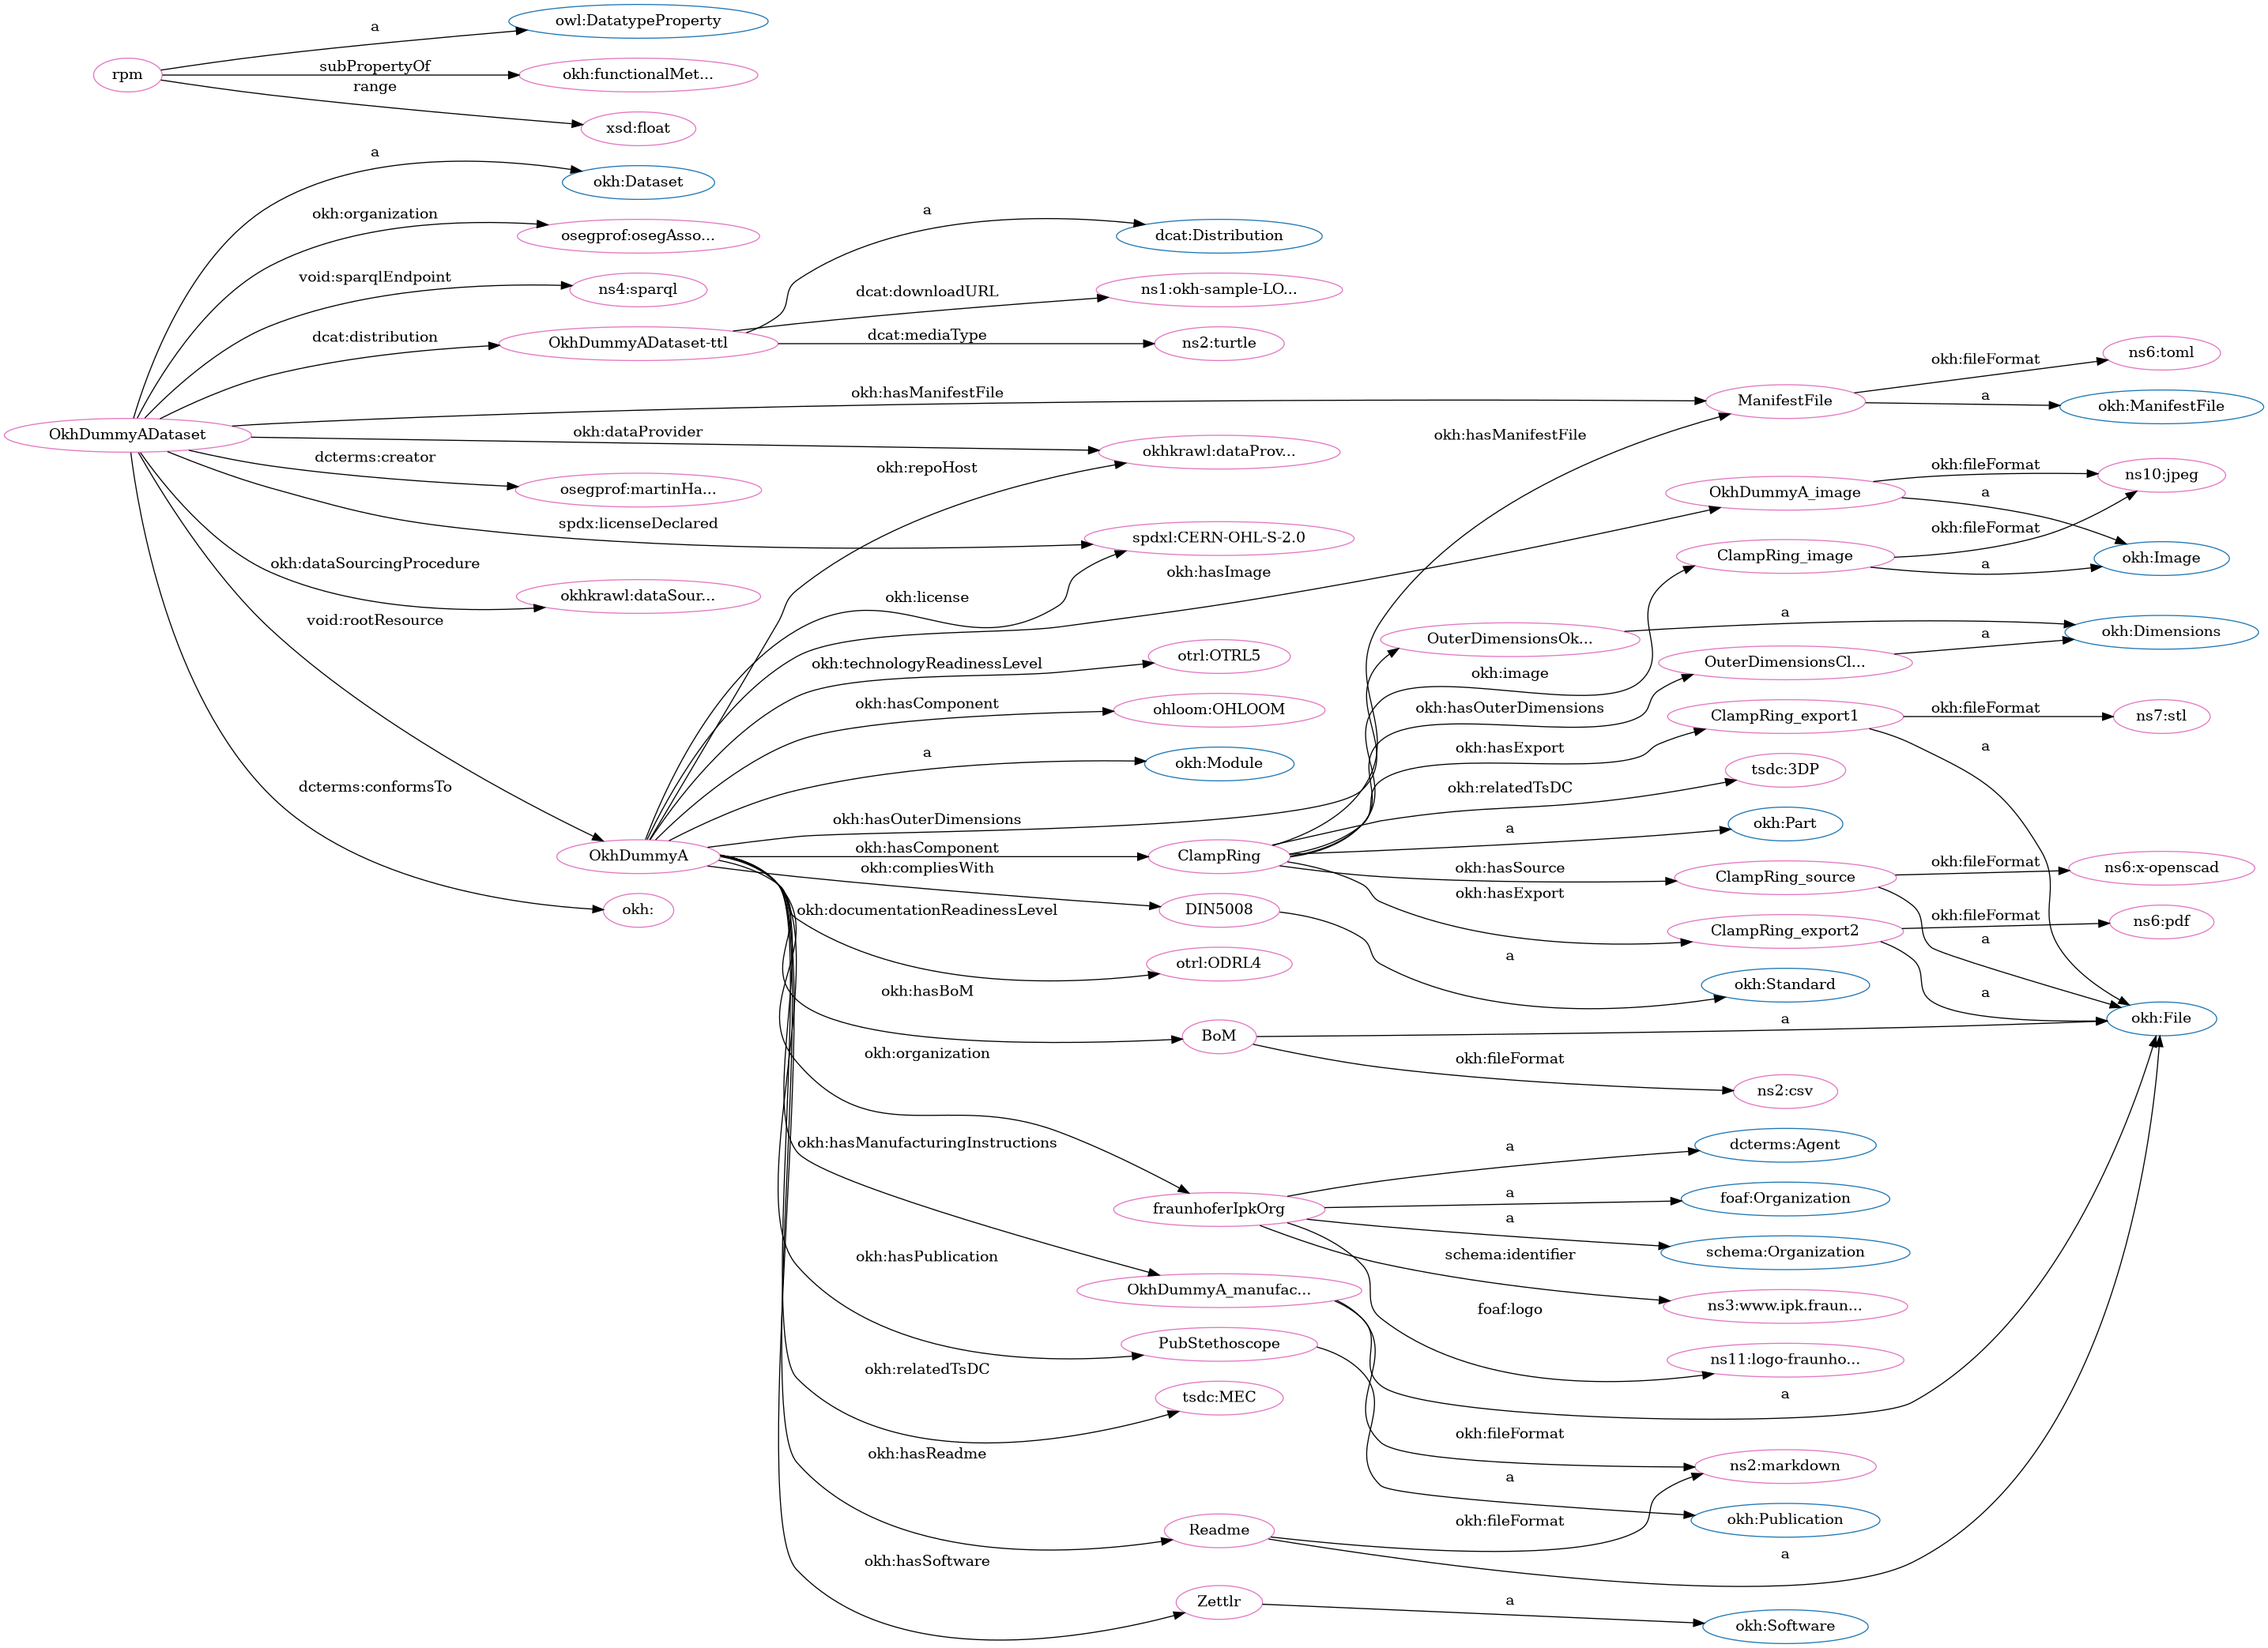 owl:DatatypeProperty
a
rpm
subPropertyOf
okh:functionalMet...
range
xsd:float
a
okh:Dataset
okh:organization
osegprof:osegAsso...
a
dcat:Distribution
void:sparqlEndpoint
ns4:sparql
dcat:downloadURL
ns1:okh-sample-LO...
dcat:distribution
OkhDummyADataset-ttl
dcat:mediaType
ns2:turtle
okh:fileFormat
ns6:toml
okh:hasManifestFile
ManifestFile
a
okh:ManifestFile
OkhDummyADataset
okh:dataProvider
okh:hasManifestFile
okhkrawl:dataProv...
dcterms:creator
okh:repoHost
okh:fileFormat
ns10:jpeg
osegprof:martinHa...
OkhDummyA_image
a
spdx:licenseDeclared
spdxl:CERN-OHL-S-2.0
okh:fileFormat
okh:dataSourcingProcedure
okh:hasImage
ClampRing_image
a
okh:Image
okhkrawl:dataSour...
okh:license
void:rootResource
a
OuterDimensionsOk...
a
okh:Dimensions
okh:technologyReadinessLevel
otrl:OTRL5
okh:image
OuterDimensionsCl...
okh:hasComponent
ohloom:OHLOOM
okh:hasOuterDimensions
ClampRing_export1
okh:fileFormat
ns7:stl
a
okh:Module
okh:hasExport
a
tsdc:3DP
dcterms:conformsTo
okh:relatedTsDC
okh:hasOuterDimensions
a
okh:Part
OkhDummyA
okh:hasComponent
ClampRing
okh:compliesWith
okh:hasSource
ClampRing_source
okh:fileFormat
ns6:x-openscad
okh:
okh:documentationReadinessLevel
DIN5008
okh:hasExport
ClampRing_export2
okh:fileFormat
ns6:pdf
a
otrl:ODRL4
a
okh:Standard
okh:hasBoM
a
BoM
a
okh:File
okh:organization
okh:fileFormat
ns2:csv
okh:hasManufacturingInstructions
a
dcterms:Agent
fraunhoferIpkOrg
a
foaf:Organization
a
schema:Organization
okh:hasPublication
schema:identifier
OkhDummyA_manufac...
ns3:www.ipk.fraun...
foaf:logo
PubStethoscope
ns11:logo-fraunho...
okh:relatedTsDC
tsdc:MEC
a
okh:hasReadme
okh:fileFormat
ns2:markdown
a
Readme
okh:fileFormat
okh:Publication
okh:hasSoftware
a
Zettlr
a
okh:Software